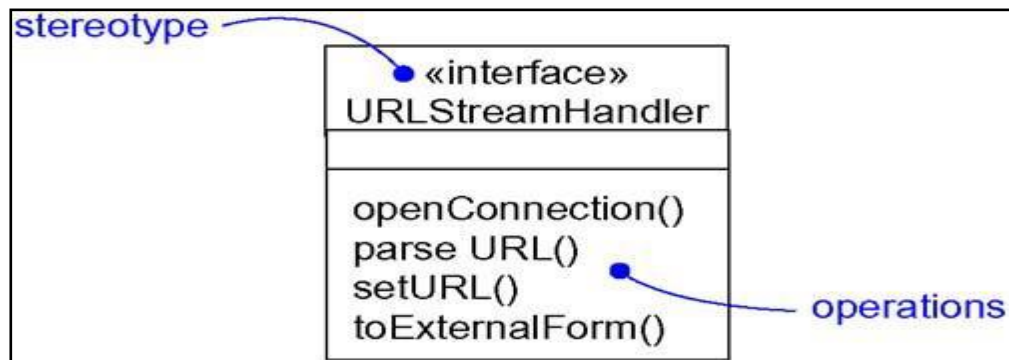 stereotype
«interface»
URLStreamHandler
openConnection()
parse URL()
setURL()
toExternalForm()
operations